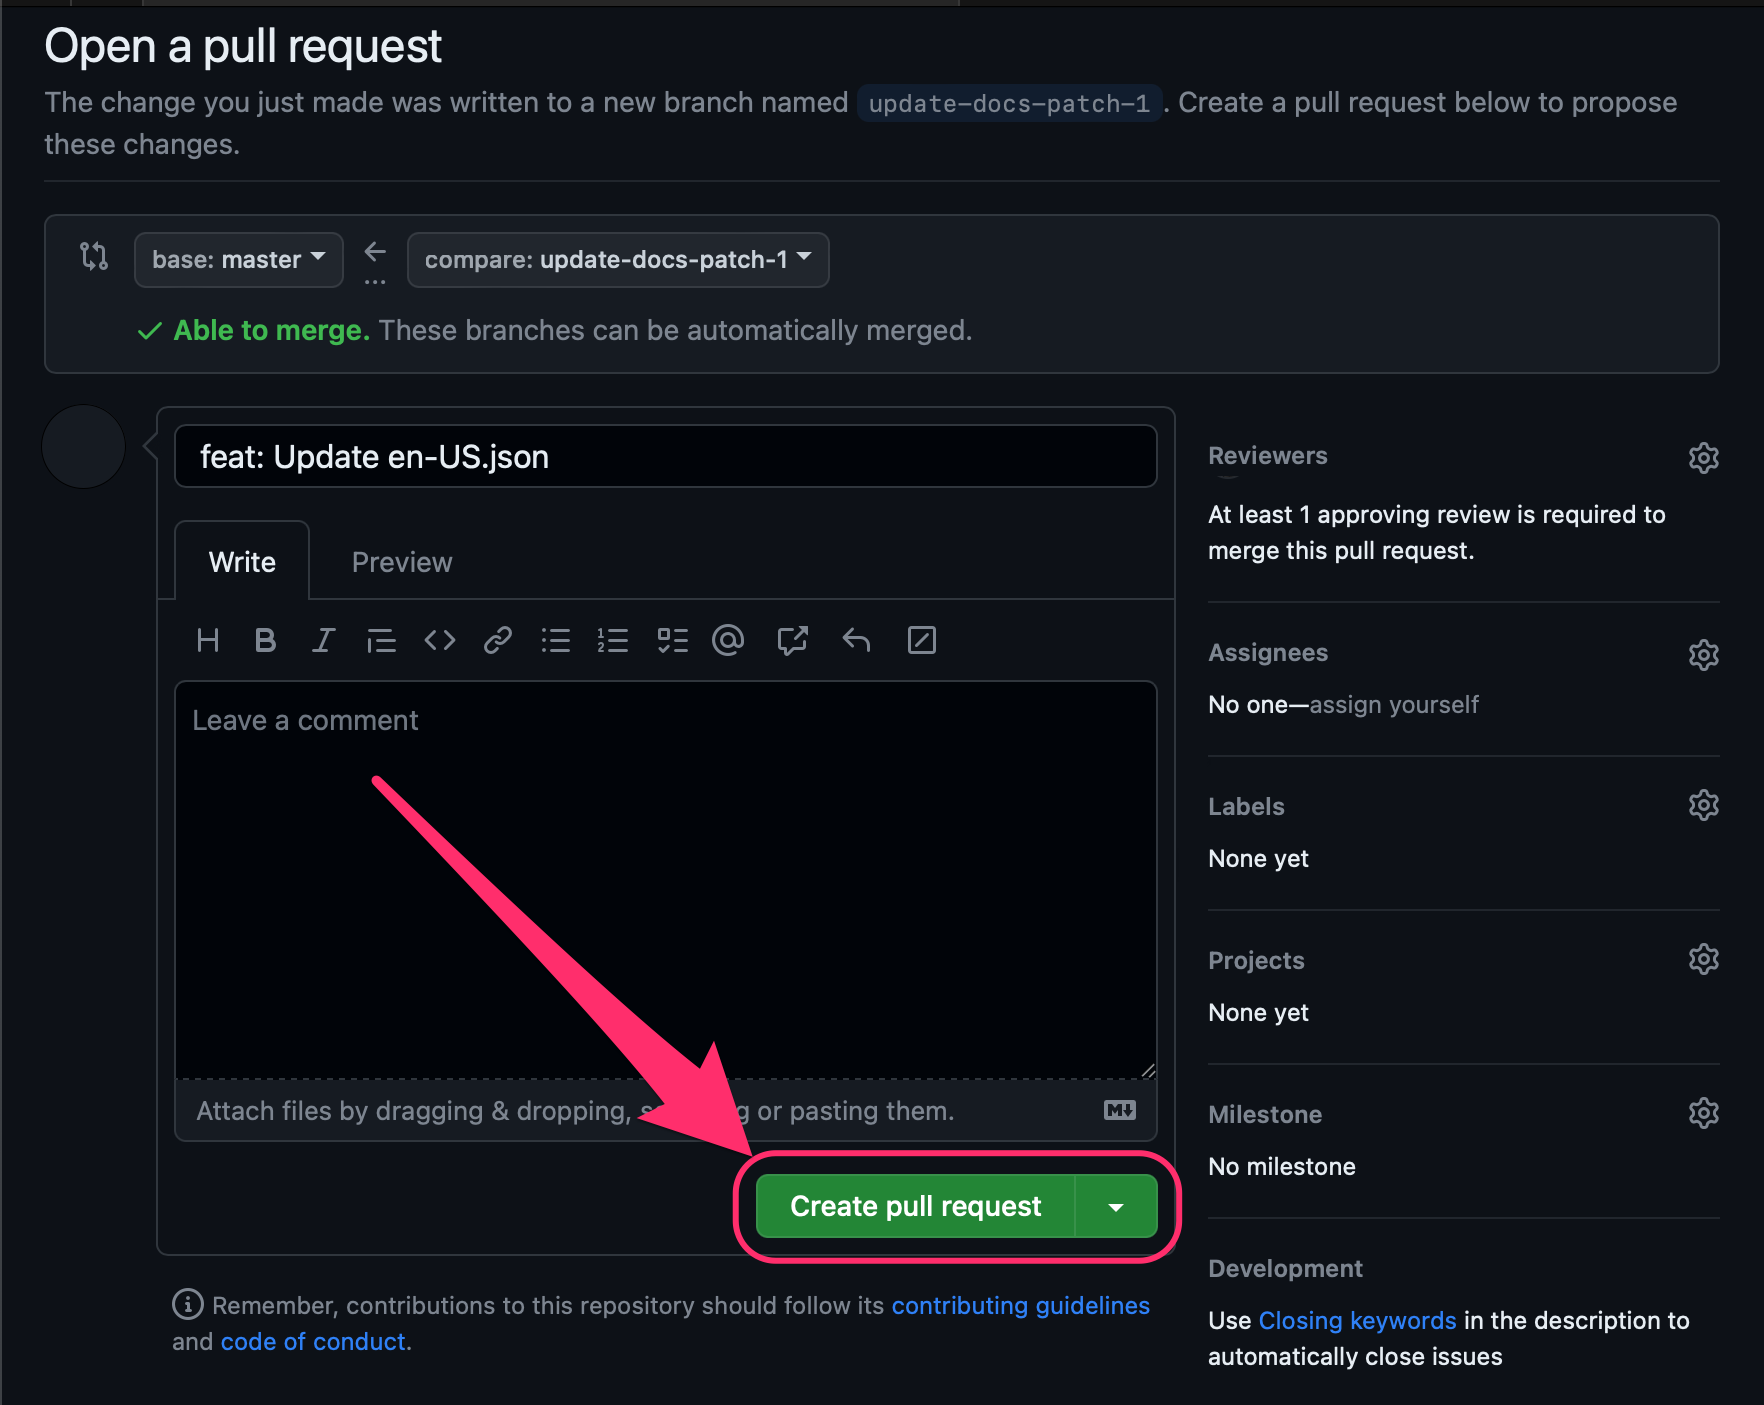 Open a pull request
The change you just made was written to a new branch named update-docs-patch-1. Create a pull request below to propose
these changes.
base: master
compare: update-docs-patch-1
Able to merge. These branches can be automatically merged.
feat: Update en-US.json
Write
Preview
Leave a comment
Attach files by dragging & dropping, or pasting them.
Create pull request
Remember, contributions to this repository should follow its contributing guidelines
and code of conduct.
Reviewers
At least 1 approving review is required to
merge this pull request.
Assignees
No one—assign yourself
Labels
None yet
Projects
None yet
Milestone
No milestone
Development
Use Closing keywords in the description to
automatically close issues